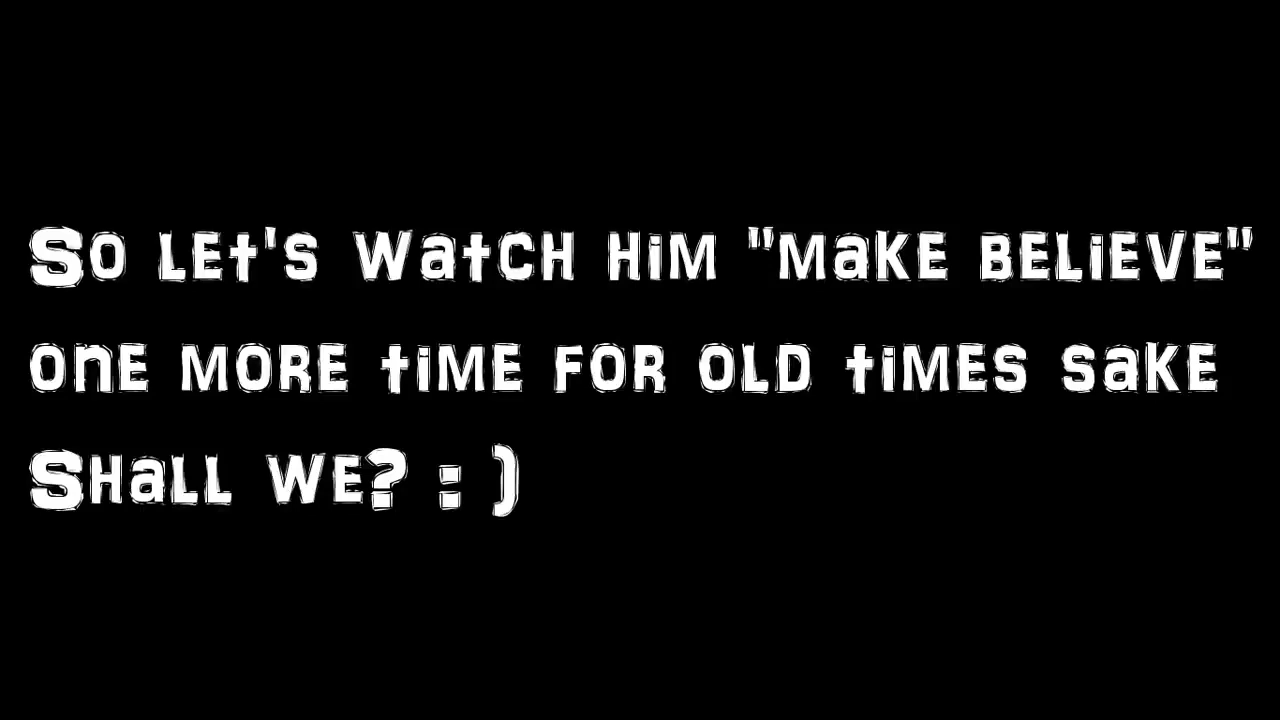 So let's watch him "make believe"
one more time for old times sake
Shall we? : )